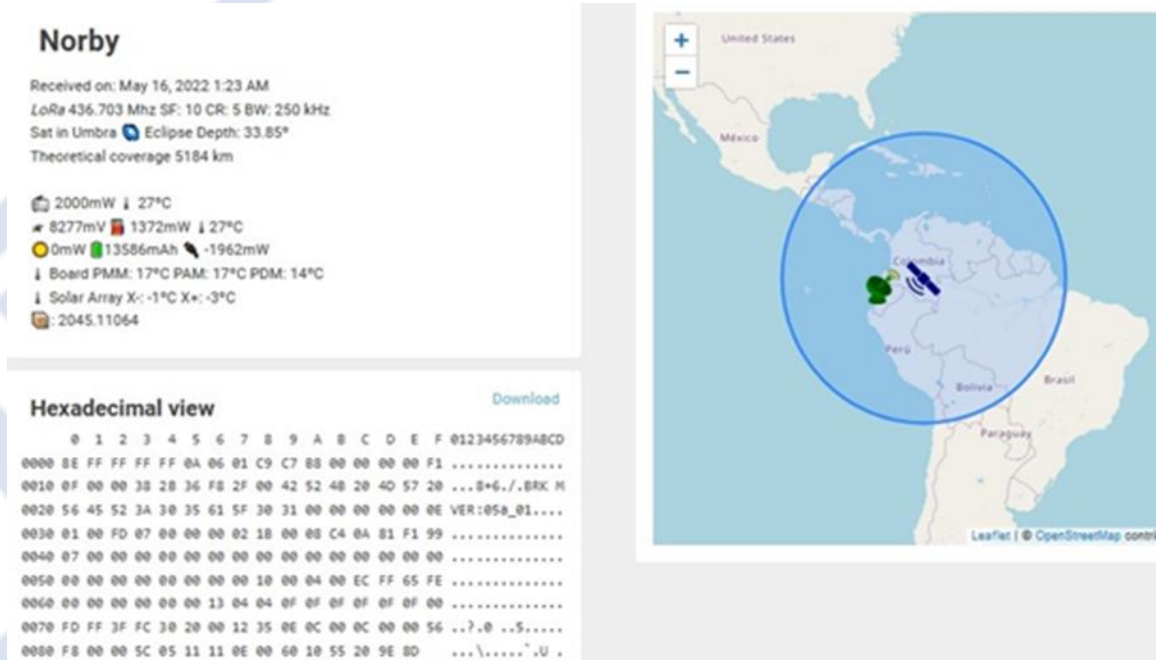 Norby
Received on: May 16, 2022 1:23 AM
LoRa 436.703 Mhz SF: 10 CR: 5 BW: 250 kHz
Sat in Umbra Eclipse Depth: 33.85°
Theoretical coverage 5184 km
2000mW 27°C
8277mV 1372mW 27°C
0mW 13586mAh -1962mW
Board PMM: 17°C PAM: 17°C PDM: 14°C
Solar Array X-: -1°C X+: -3°C
: 2045.11064
Hexadecimal view
Download
0 1 2 3 4 5 6 7 8 9 A B C D E F 0123456789ABCD
0000 8E FF FF FF FF 0A 06 01 C9 C7 B8 00 00 00 00 F1 ..............
0010 0F 00 00 38 2B 36 F8 2F 00 42 52 4B 20 4D 57 20 ...8+6./.BRK M
0020 56 45 52 3A 30 35 61 5F 30 31 00 00 00 00 00 0E VER:05a_01....
0030 01 00 FD 07 00 00 00 02 1B 00 08 C4 0A 81 F1 99 ..............
0040 07 00 00 00 00 00 00 00 00 00 00 00 00 00 00 00 ..............
0050 00 00 00 00 00 00 00 00 10 00 04 00 EC FF 65 FE ..............
0060 00 00 00 00 00 00 13 04 04 0F 0F 0F 0F 0F 0F 00 ..............
0070 FD FF 3F FC 30 20 00 12 35 0E 0C 00 0C 00 00 56 ..?.0 ..5.....
0080 F8 00 00 5C 05 11 11 0E 00 60 10 55 20 9E 8D ...\.....`.U .
+
−
United States
México
Colombia
Perú
Brasil
Bolivia
Paraguay
Leaflet | © OpenStreetMap contri